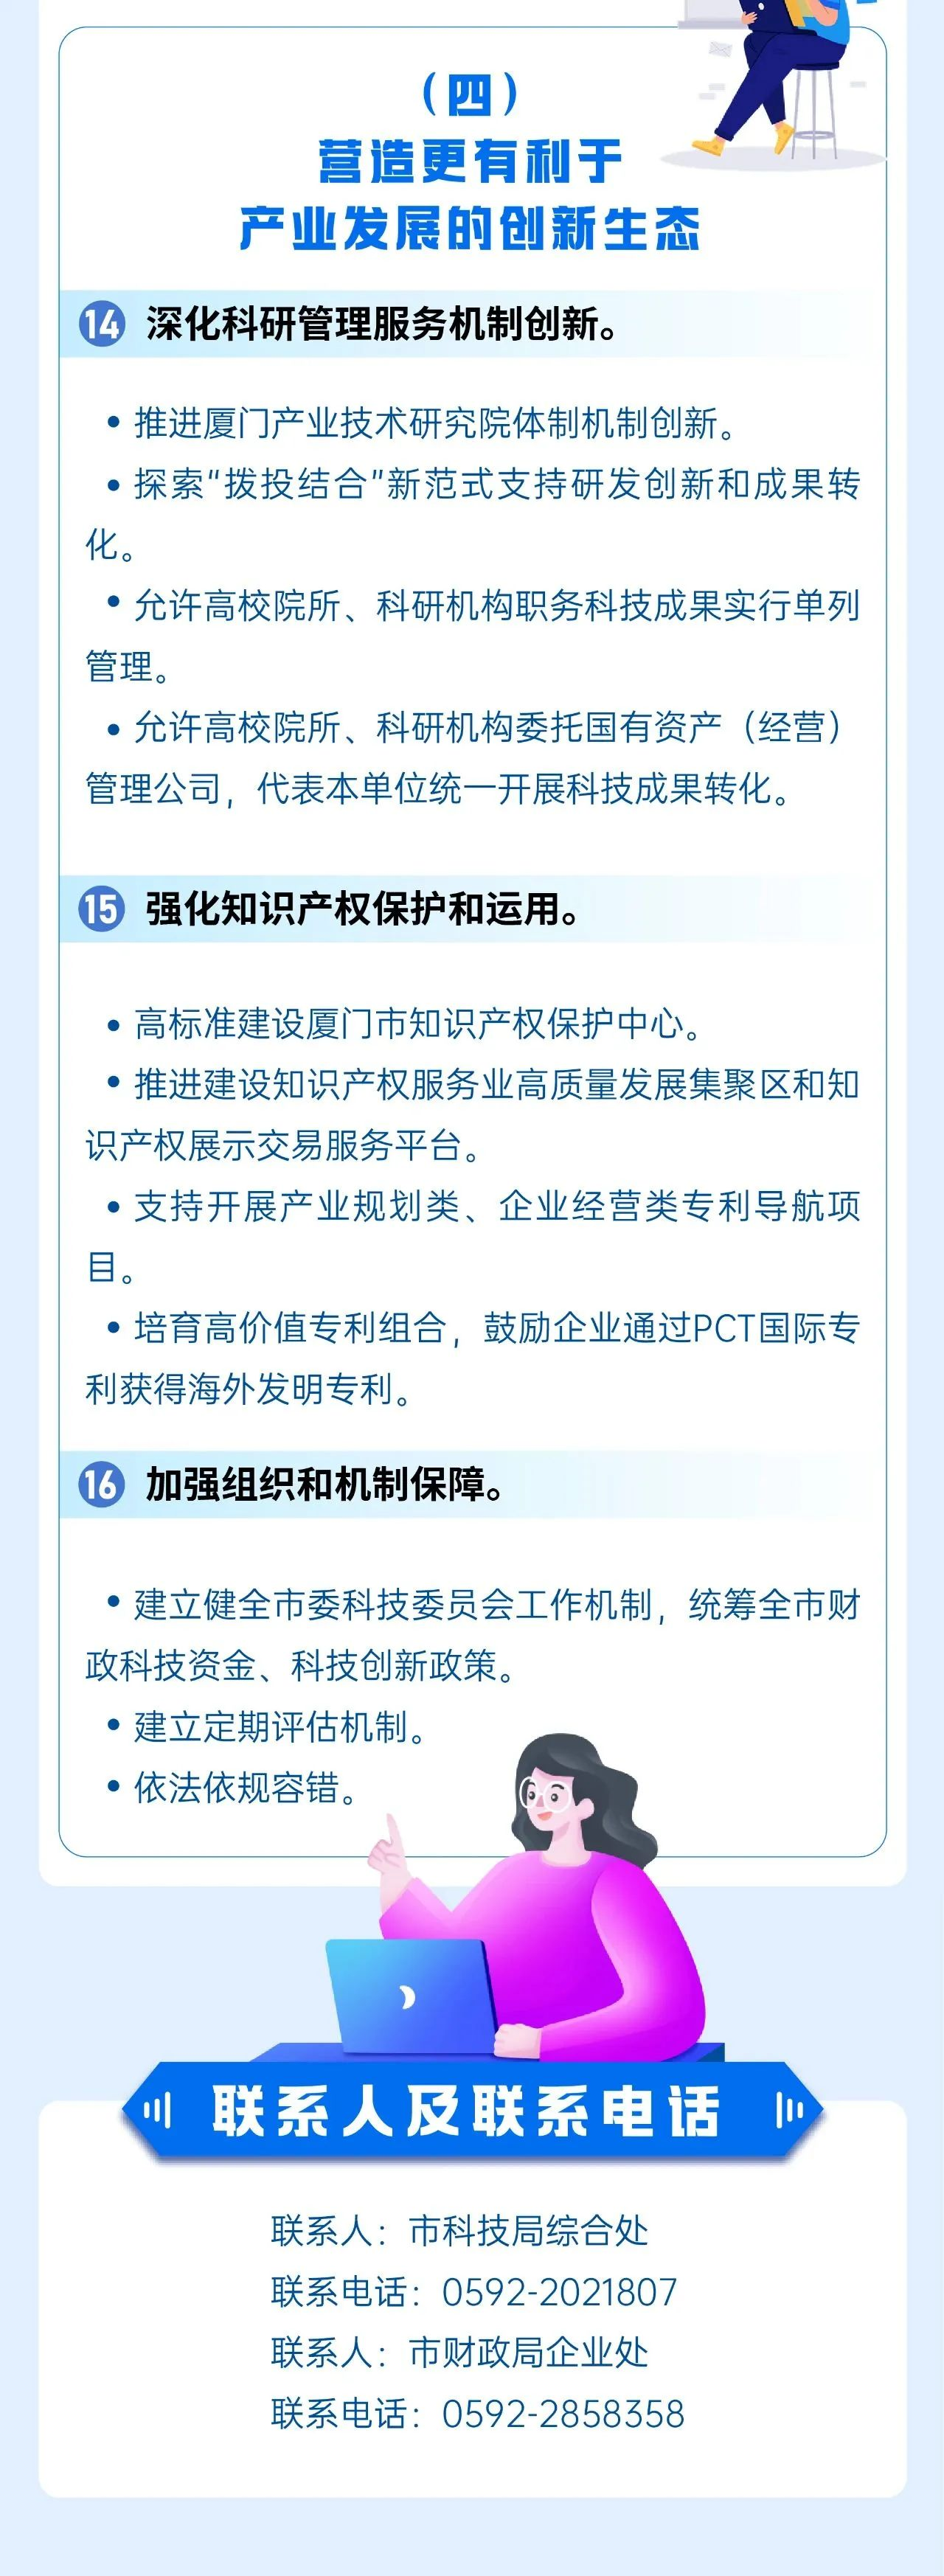 （四）
营造更有利于
产业发展的创新生态
14 深化科研管理服务机制创新。
• 推进厦门产业技术研究院体制机制创新。
• 探索“拨投结合”新范式支持研发创新和成果转
化。
• 允许高校院所、科研机构职务科技成果实行单列
管理。
• 允许高校院所、科研机构委托国有资产（经营）
管理公司，代表本单位统一开展科技成果转化。
15 强化知识产权保护和运用。
• 高标准建设厦门市知识产权保护中心。
• 推进建设知识产权服务业高质量发展集聚区和知
识产权展示交易服务平台。
• 支持开展产业规划类、企业经营类专利导航项
目。
• 培育高价值专利组合，鼓励企业通过PCT国际专
利获得海外发明专利。
16 加强组织和机制保障。
• 建立健全市委科技委员会工作机制，统筹全市财
政科技资金、科技创新政策。
• 建立定期评估机制。
• 依法依规容错。
联系人及联系电话
联系人：市科技局综合处
联系电话：0592-2021807
联系人：市财政局企业处
联系电话：0592-2858358